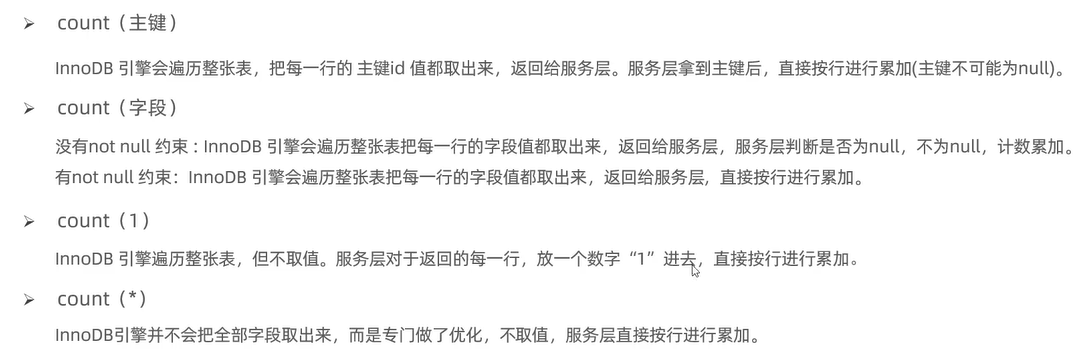 ➢ count（主键）
InnoDB 引擎会遍历整张表，把每一行的 主键id 值都取出来，返回给服务层。服务层拿到主键后，直接按行进行累加(主键不可能为null)。
➢ count（字段）
没有not null 约束 : InnoDB 引擎会遍历整张表把每一行的字段值都取出来，返回给服务层，服务层判断是否为null，不为null，计数累加。
有not null 约束：InnoDB 引擎会遍历整张表把每一行的字段值都取出来，返回给服务层，直接按行进行累加。
➢ count（1）
InnoDB 引擎遍历整张表，但不取值。服务层对于返回的每一行，放一个数字“1”进去，直接按行进行累加。
➢ count（*）
InnoDB引擎并不会把全部字段取出来，而是专门做了优化，不取值，服务层直接按行进行累加。